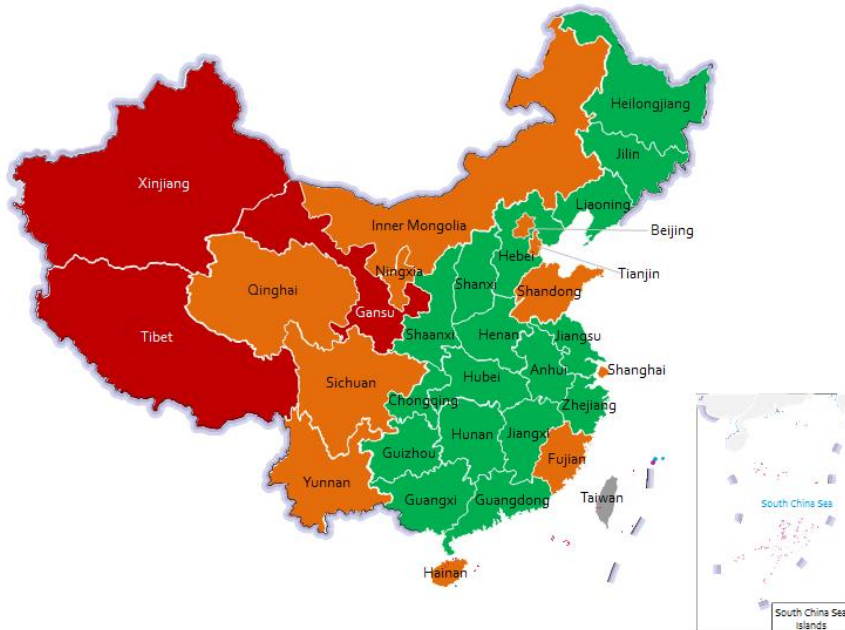 Heilongjiang
Jilin
Xinjiang
Liaoning
Inner Mongolia
Beijing
Hebei
Ningxia
Tianjin
Shanxi
Qinghai
Shandong
Gansu
Tibet
Shaanxi
Henan
Jiangsu
Anhui
Shanghai
Hubei
Sichuan
Chongqing
Zhejiang
Hunan
Jiangxi
Guizhou
Fujian
Yunnan
Guangxi
Guangdong
Taiwan
South China Sea
Hainan
South China Sea
Islands